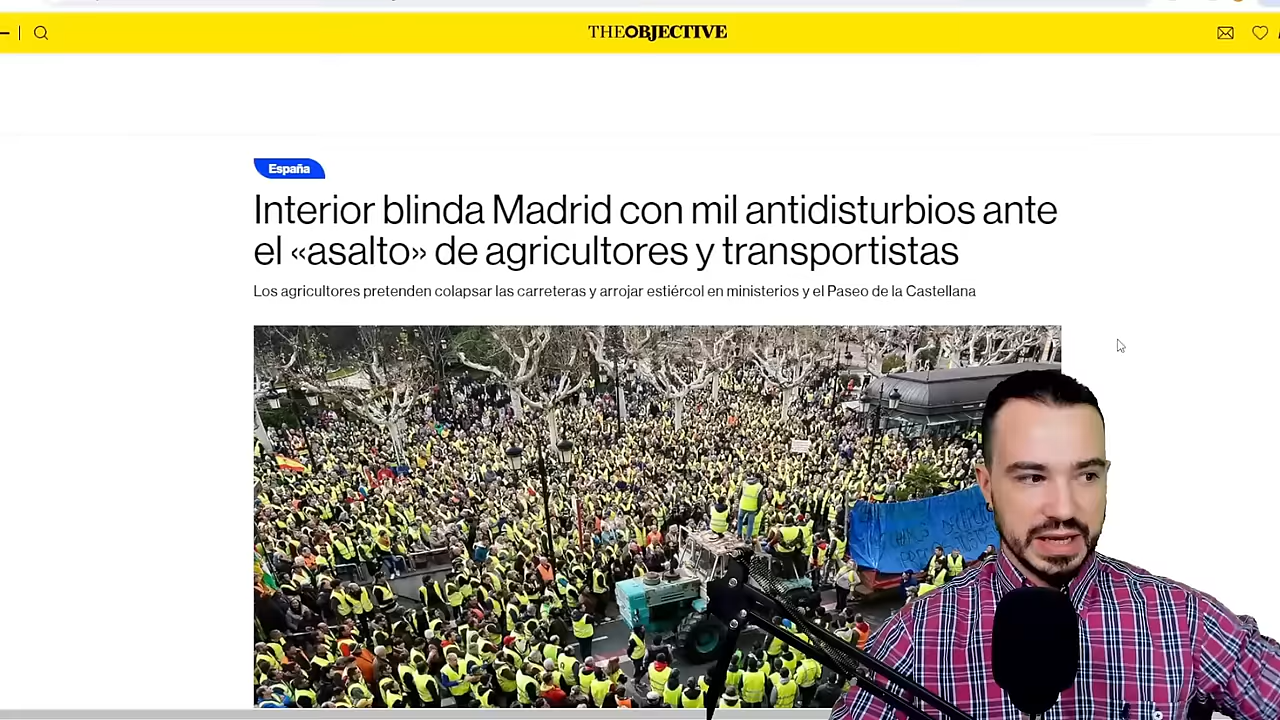 THEOBJECTIVE
España
Interior blinda Madrid con mil antidisturbios ante
el «asalto» de agricultores y transportistas
Los agricultores pretenden colapsar las carreteras y arrojar estiércol en ministerios y el Paseo de la Castellana